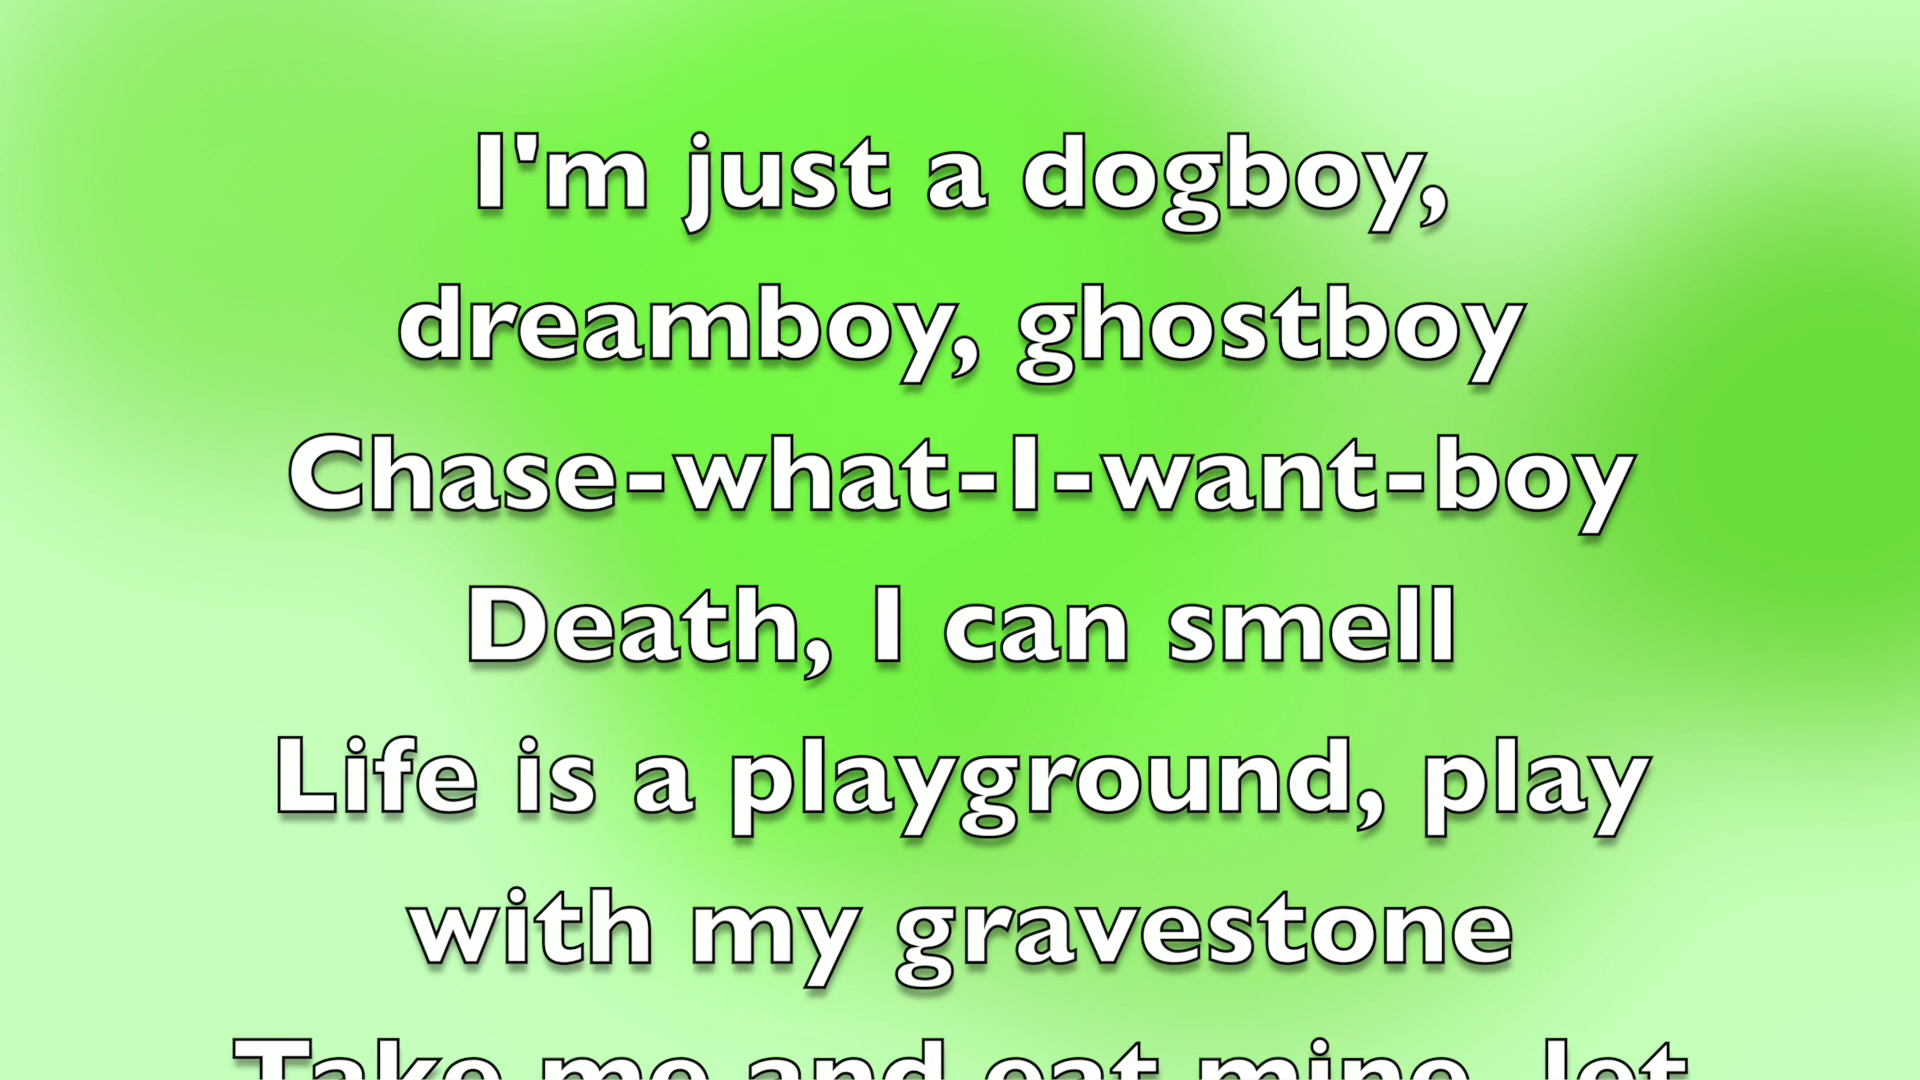 I'm just a dogboy,
dreamboy, ghostboy
Chase-what-I-want-boy
Death, I can smell
Life is a playground, play
with my gravestone
Take me and eat mine, let